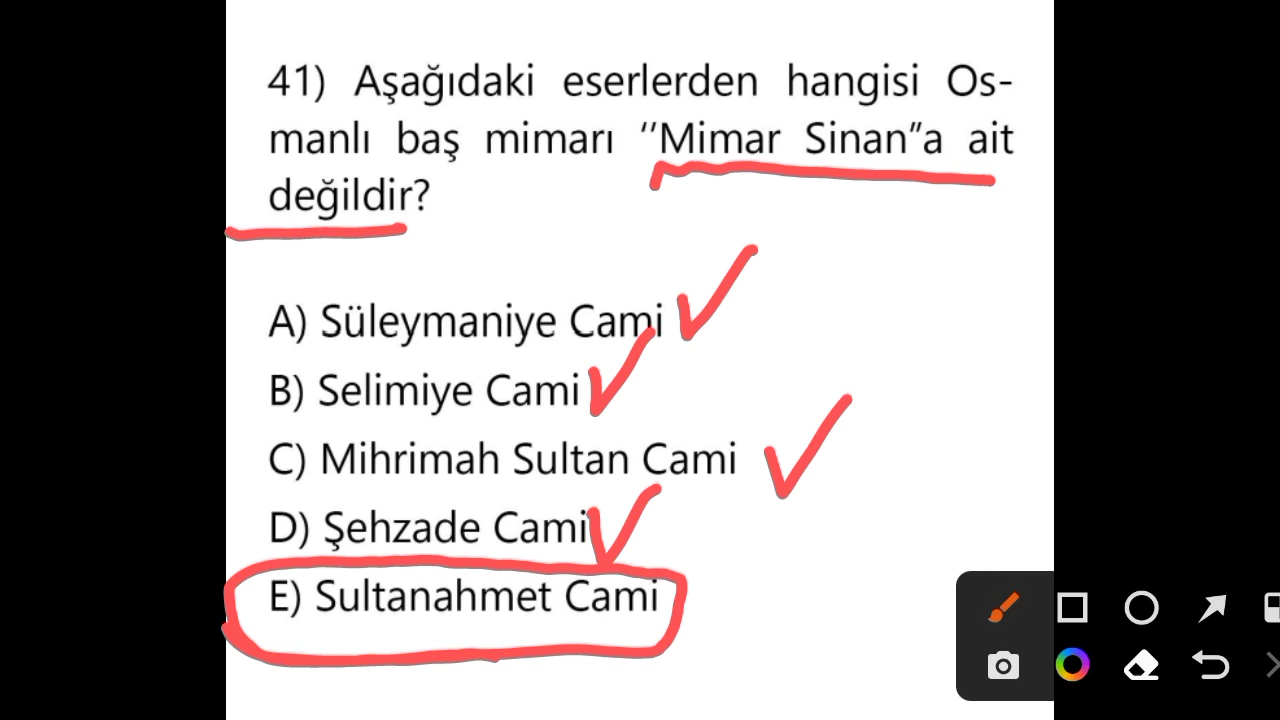 41) Aşağıdaki eserlerden hangisi Os-
manlı baş mimarı ‘‘Mimar Sinan”a ait
değildir?
A) Süleymaniye Cami
B) Selimiye Cami
C) Mihrimah Sultan Cami
D) Şehzade Cami
E) Sultanahmet Cami